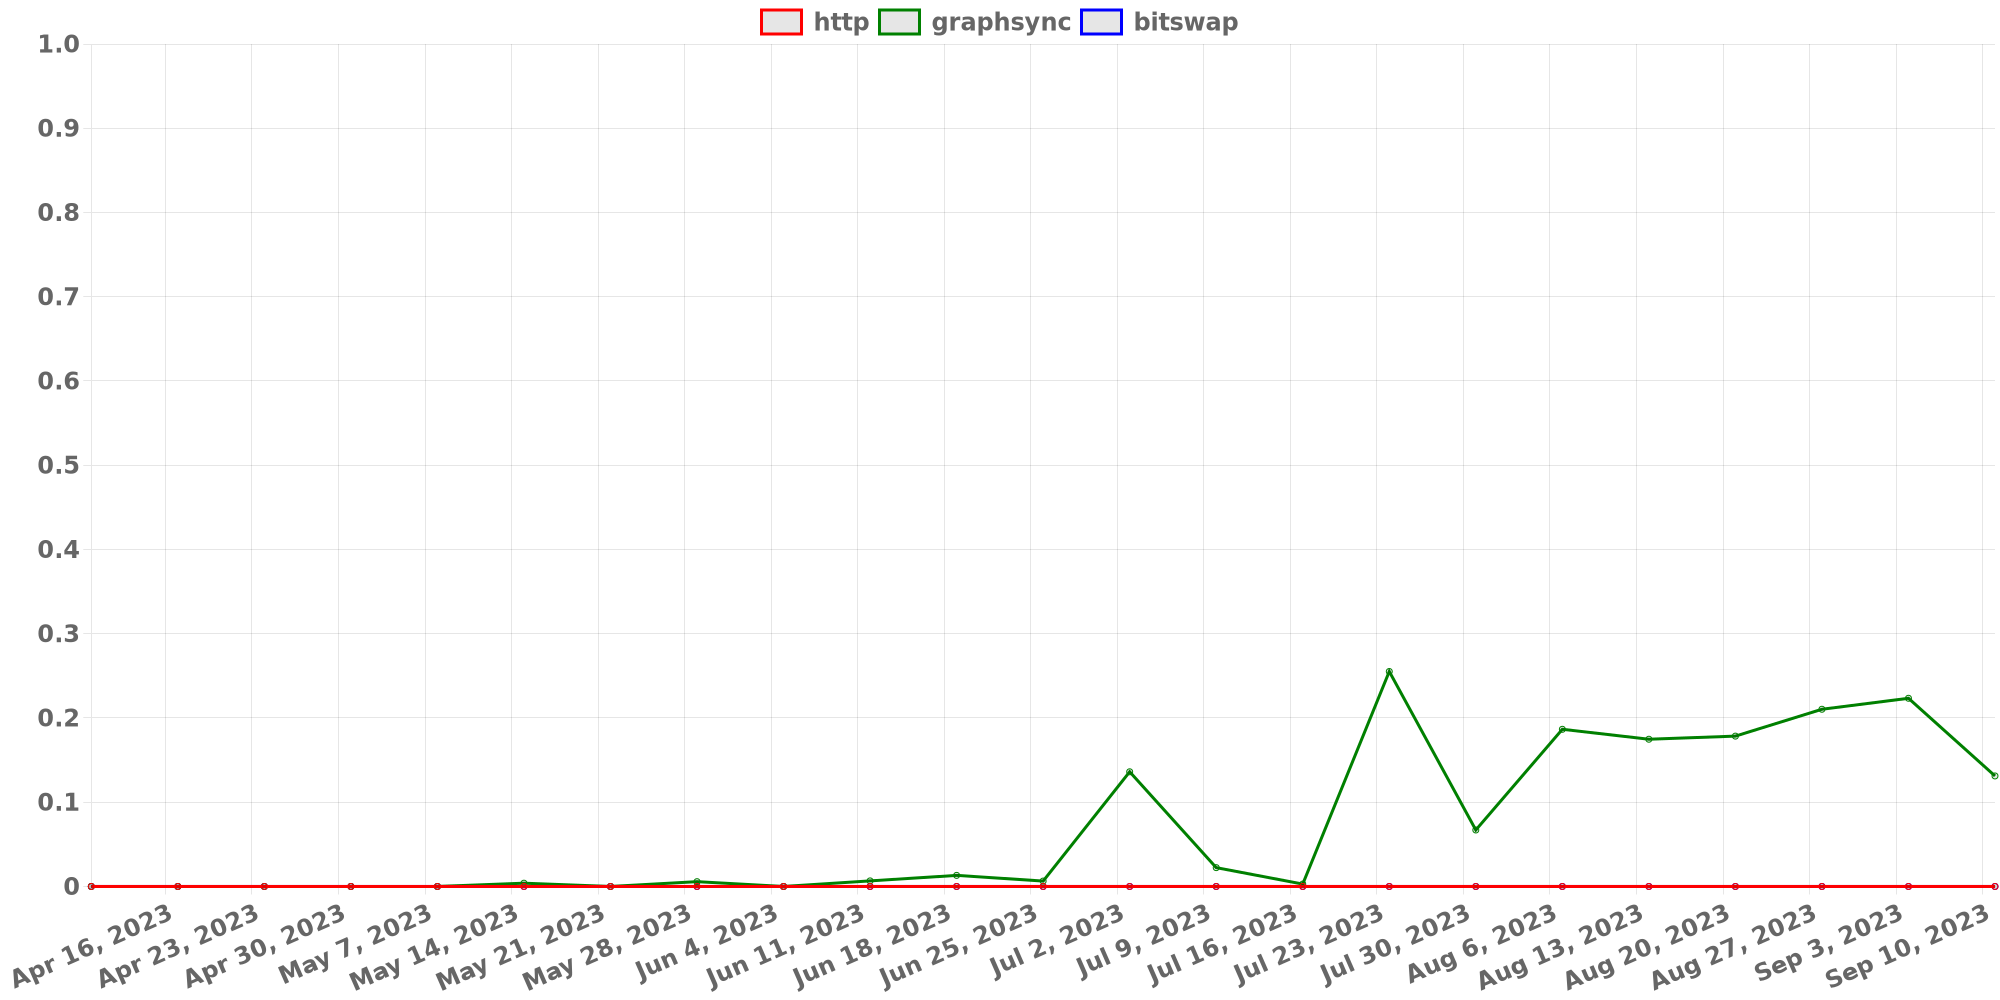 http graphsync bitswap
1.0
0.9
0.8
0.7
0.6
0.5
0.4
0.3
0.2
0.1
0
Apr 16, 2023
Apr 23, 2023
Apr 30, 2023
May 7, 2023
May 14, 2023
May 21, 2023
May 28, 2023
Jun 4, 2023
Jun 11, 2023
Jun 18, 2023
Jun 25, 2023
Jul 2, 2023
Jul 9, 2023
Jul 16, 2023
Jul 23, 2023
Jul 30, 2023
Aug 6, 2023
Aug 13, 2023
Aug 20, 2023
Aug 27, 2023
Sep 3, 2023
Sep 10, 2023